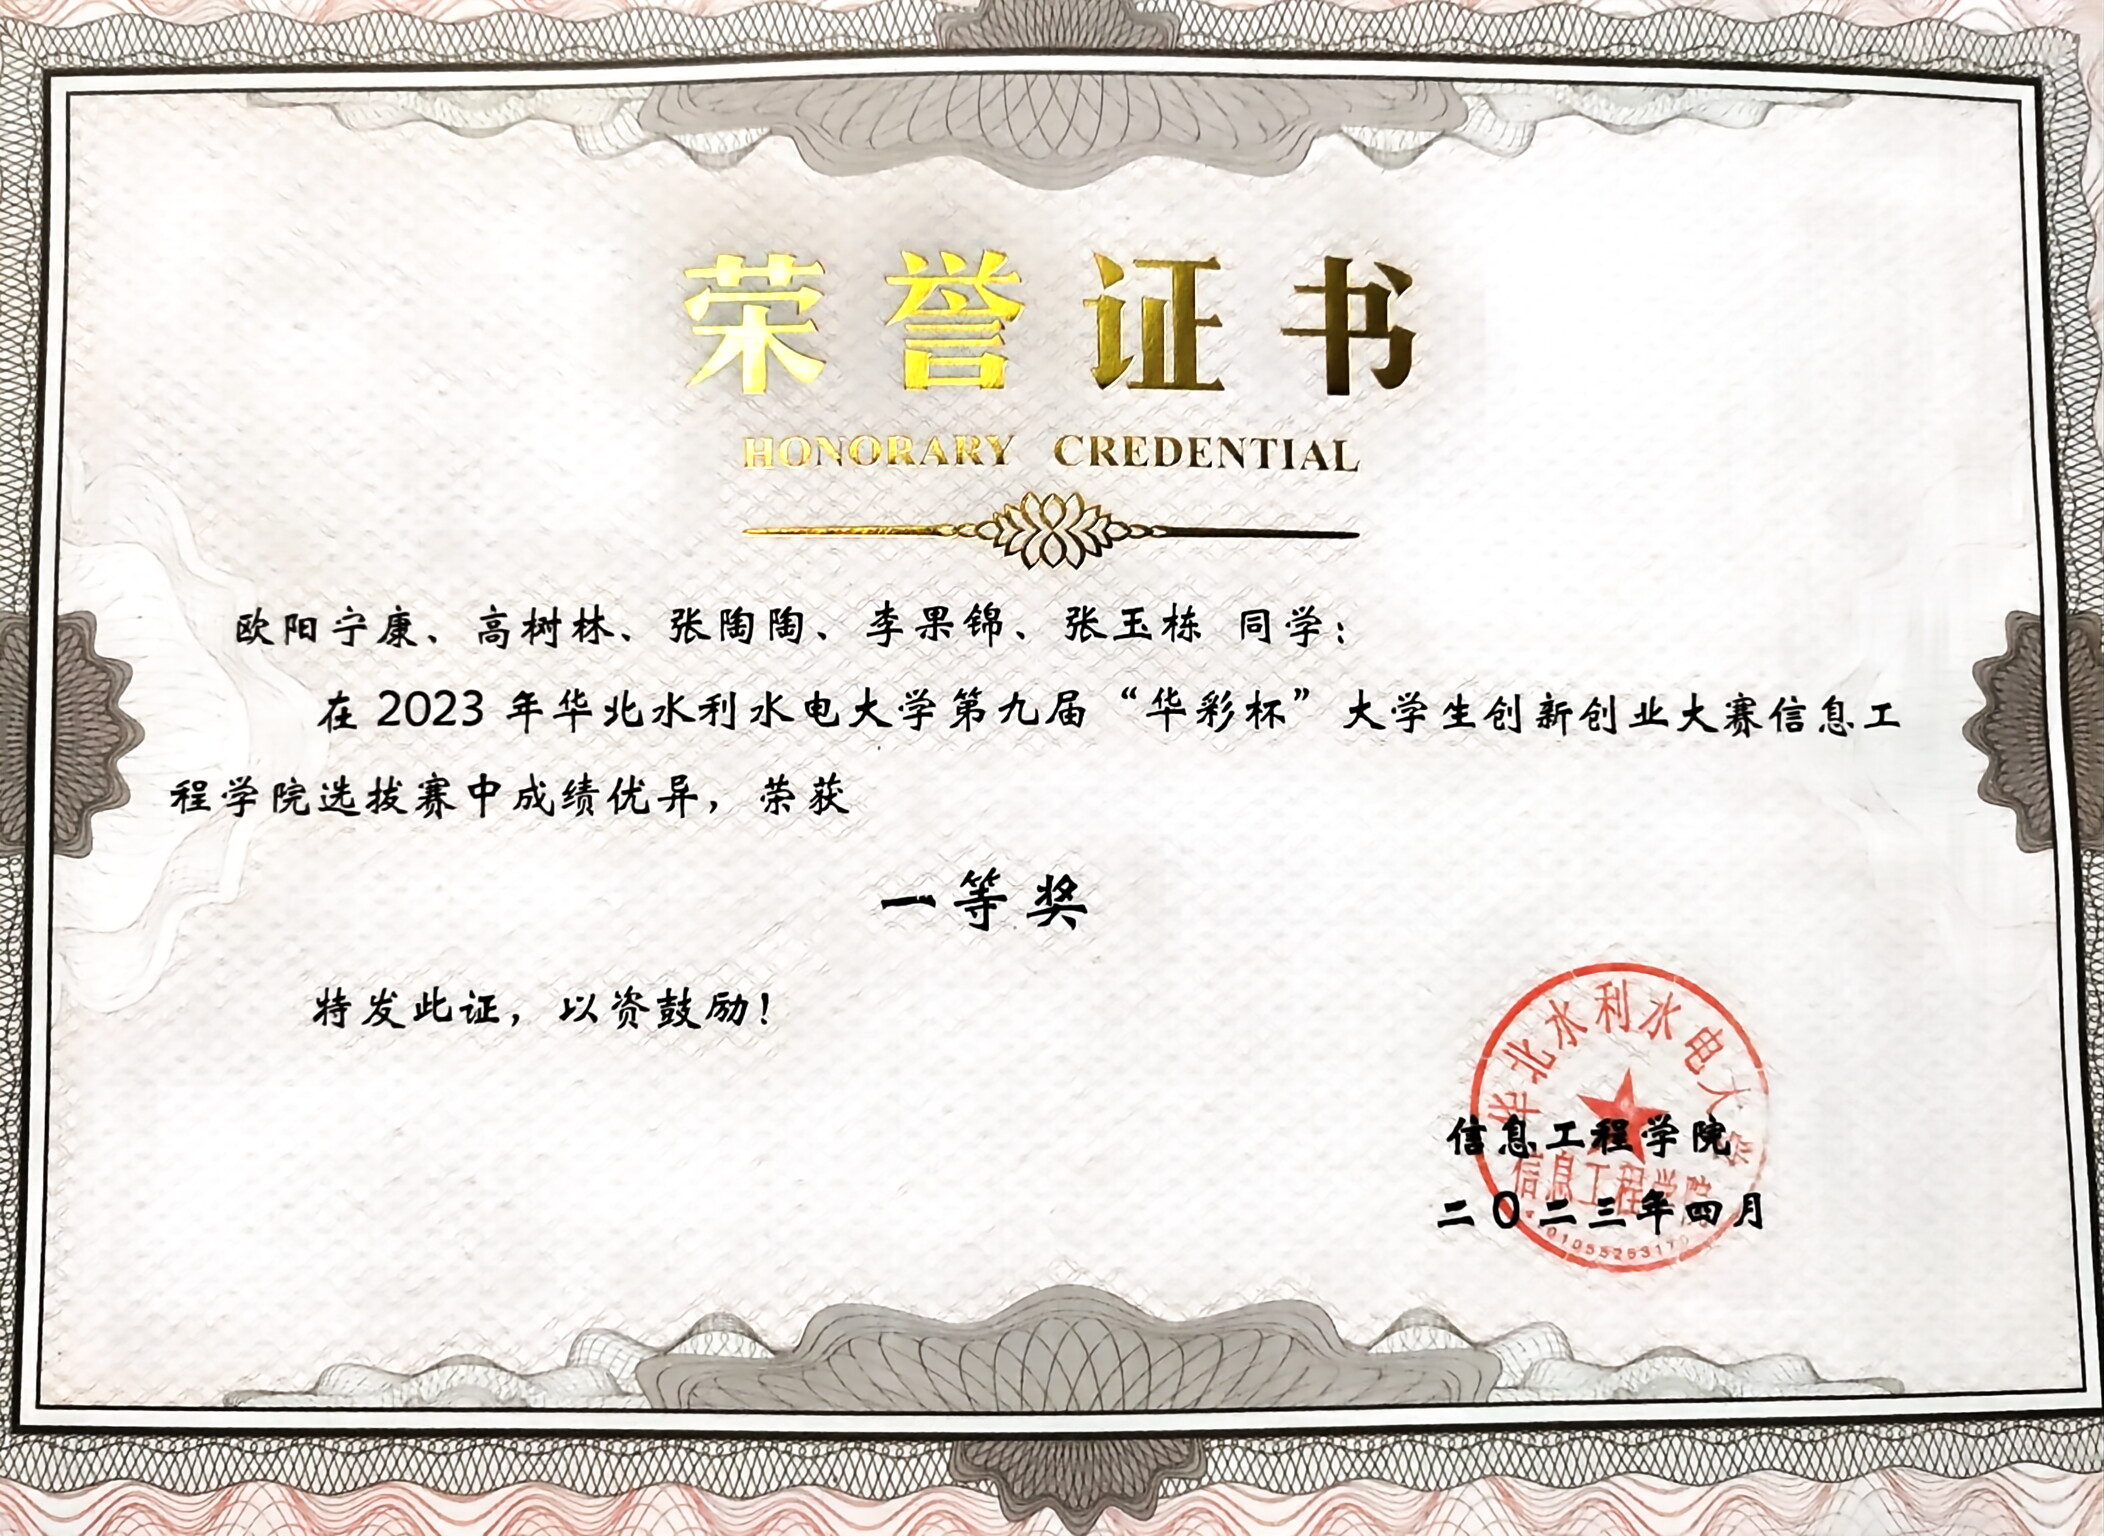 荣誉证书
HONORARY CREDENTIAL
欧阳宁康、高树林、张陶陶、李果锦、张玉栋 同学：
在 2023 年华北水利水电大学第九届“华彩杯”大学生创新创业大赛信息工
程学院选拔赛中成绩优异，荣获
一等奖
特发此证，以资鼓励！
华北水利水电大学
信息工程学院
信息工程学院
二〇二三年四月